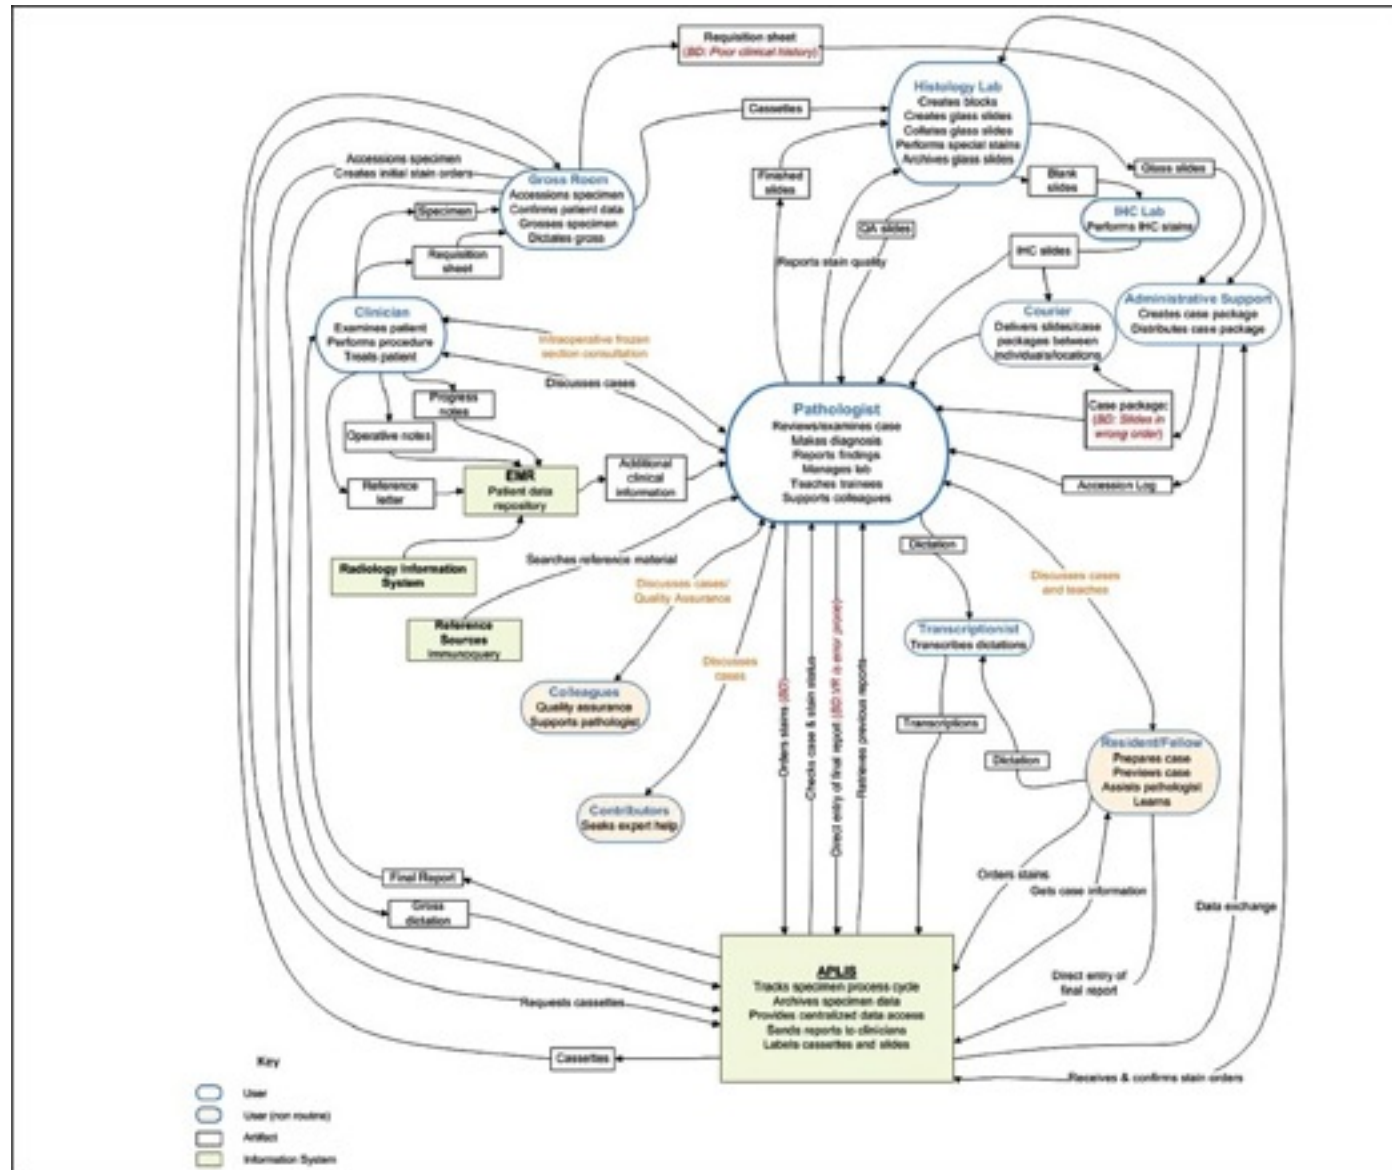 Requisition sheet
(BD: Poor clinical history)
Histology Lab
Creates blocks
Creates glass slides
Collates glass slides
Performs special stains
Archives glass slides
Cassettes
Accessions specimen
Creates initial stain orders
Gross Room
Accessions specimen
Confirms patient data
Grosses specimen
Dictates gross
Finished
slides
Blank
slides
Glass slides
Specimen
IHC Lab
Performs IHC stains
QA slides
Requisition
sheet
Reports stain quality
IHC slides
Clinician
Examines patient
Performs procedure
Treats patient
Courier
Delivers slides/case
packages between
individuals/locations
Administrative Support
Creates case package
Distributes case package
Intraoperative frozen
section consultation
Discusses cases
Progress
notes
Operative notes
Reference
letter
Pathologist
Reviews/examines case
Makes diagnosis
Reports findings
Manages lab
Teaches trainees
Supports colleagues
Case package:
(BD: Slides in
wrong order)
EMR
Patient data
repository
Additional
clinical
information
Accession Log
Dictation
Searches reference material
Radiology Information
System
Discusses cases/
Quality Assurance
Discusses cases
and teaches
Reference
Sources
Immunoquery
Transcriptionist
Transcribes dictations
Discusses
cases
Colleagues
Quality assurance
Supports pathologist
Orders stains (BD)
Checks case & stain status
Direct entry of final report (BD:VR is error prone)
Retrieves previous reports
Transcriptions
Dictation
Resident/Fellow
Prepares case
Previews case
Assists pathologist
Learns
Contributors
Seeks expert help
Final Report
Gross
dictation
Orders stains
Gets case information
Data exchange
APLIS
Tracks specimen process cycle
Archives specimen data
Provides centralized data access
Sends reports to clinicians
Labels cassettes and slides
Direct entry of
final report
Requests cassettes
Cassettes
Receives & confirms stain orders
Key
User
User (non routine)
Artifact
Information System